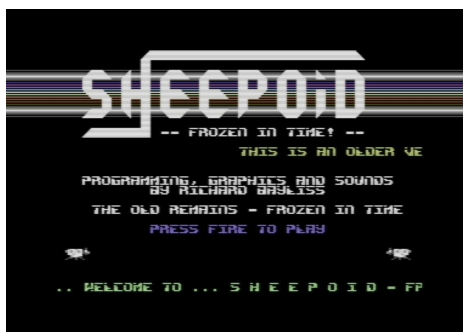 SHEEPOiD
-- FROZEN IN TIME! --
THIS IS AN OLDER VE
PROGRAMMING, GRAPHICS AND SOUNDS
BY RICHARD BAYLISS
THE OLD REMAINS - FROZEN IN TIME
PRESS FIRE TO PLAY
.. WELCOME TO ... S H E E P O I D - FP